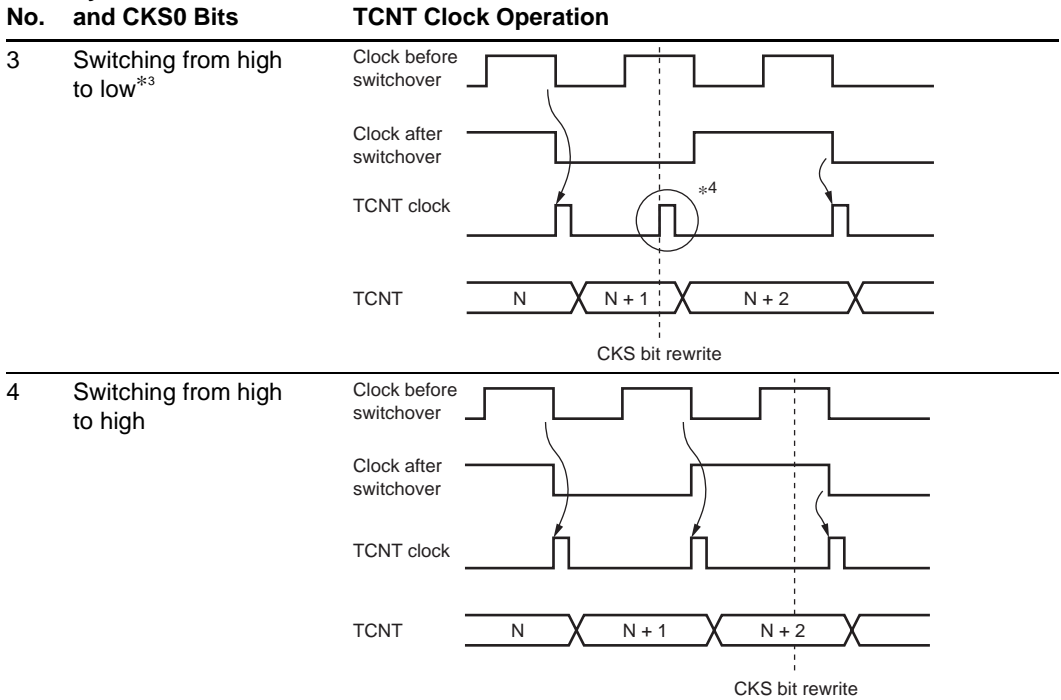 No. and CKS0 Bits TCNT Clock Operation
3 Switching from high to low*3
Clock before switchover
Clock after switchover
TCNT clock
*4
TCNT N N + 1 N + 2
CKS bit rewrite
4 Switching from high to high
Clock before switchover
Clock after switchover
TCNT clock
TCNT N N + 1 N + 2
CKS bit rewrite